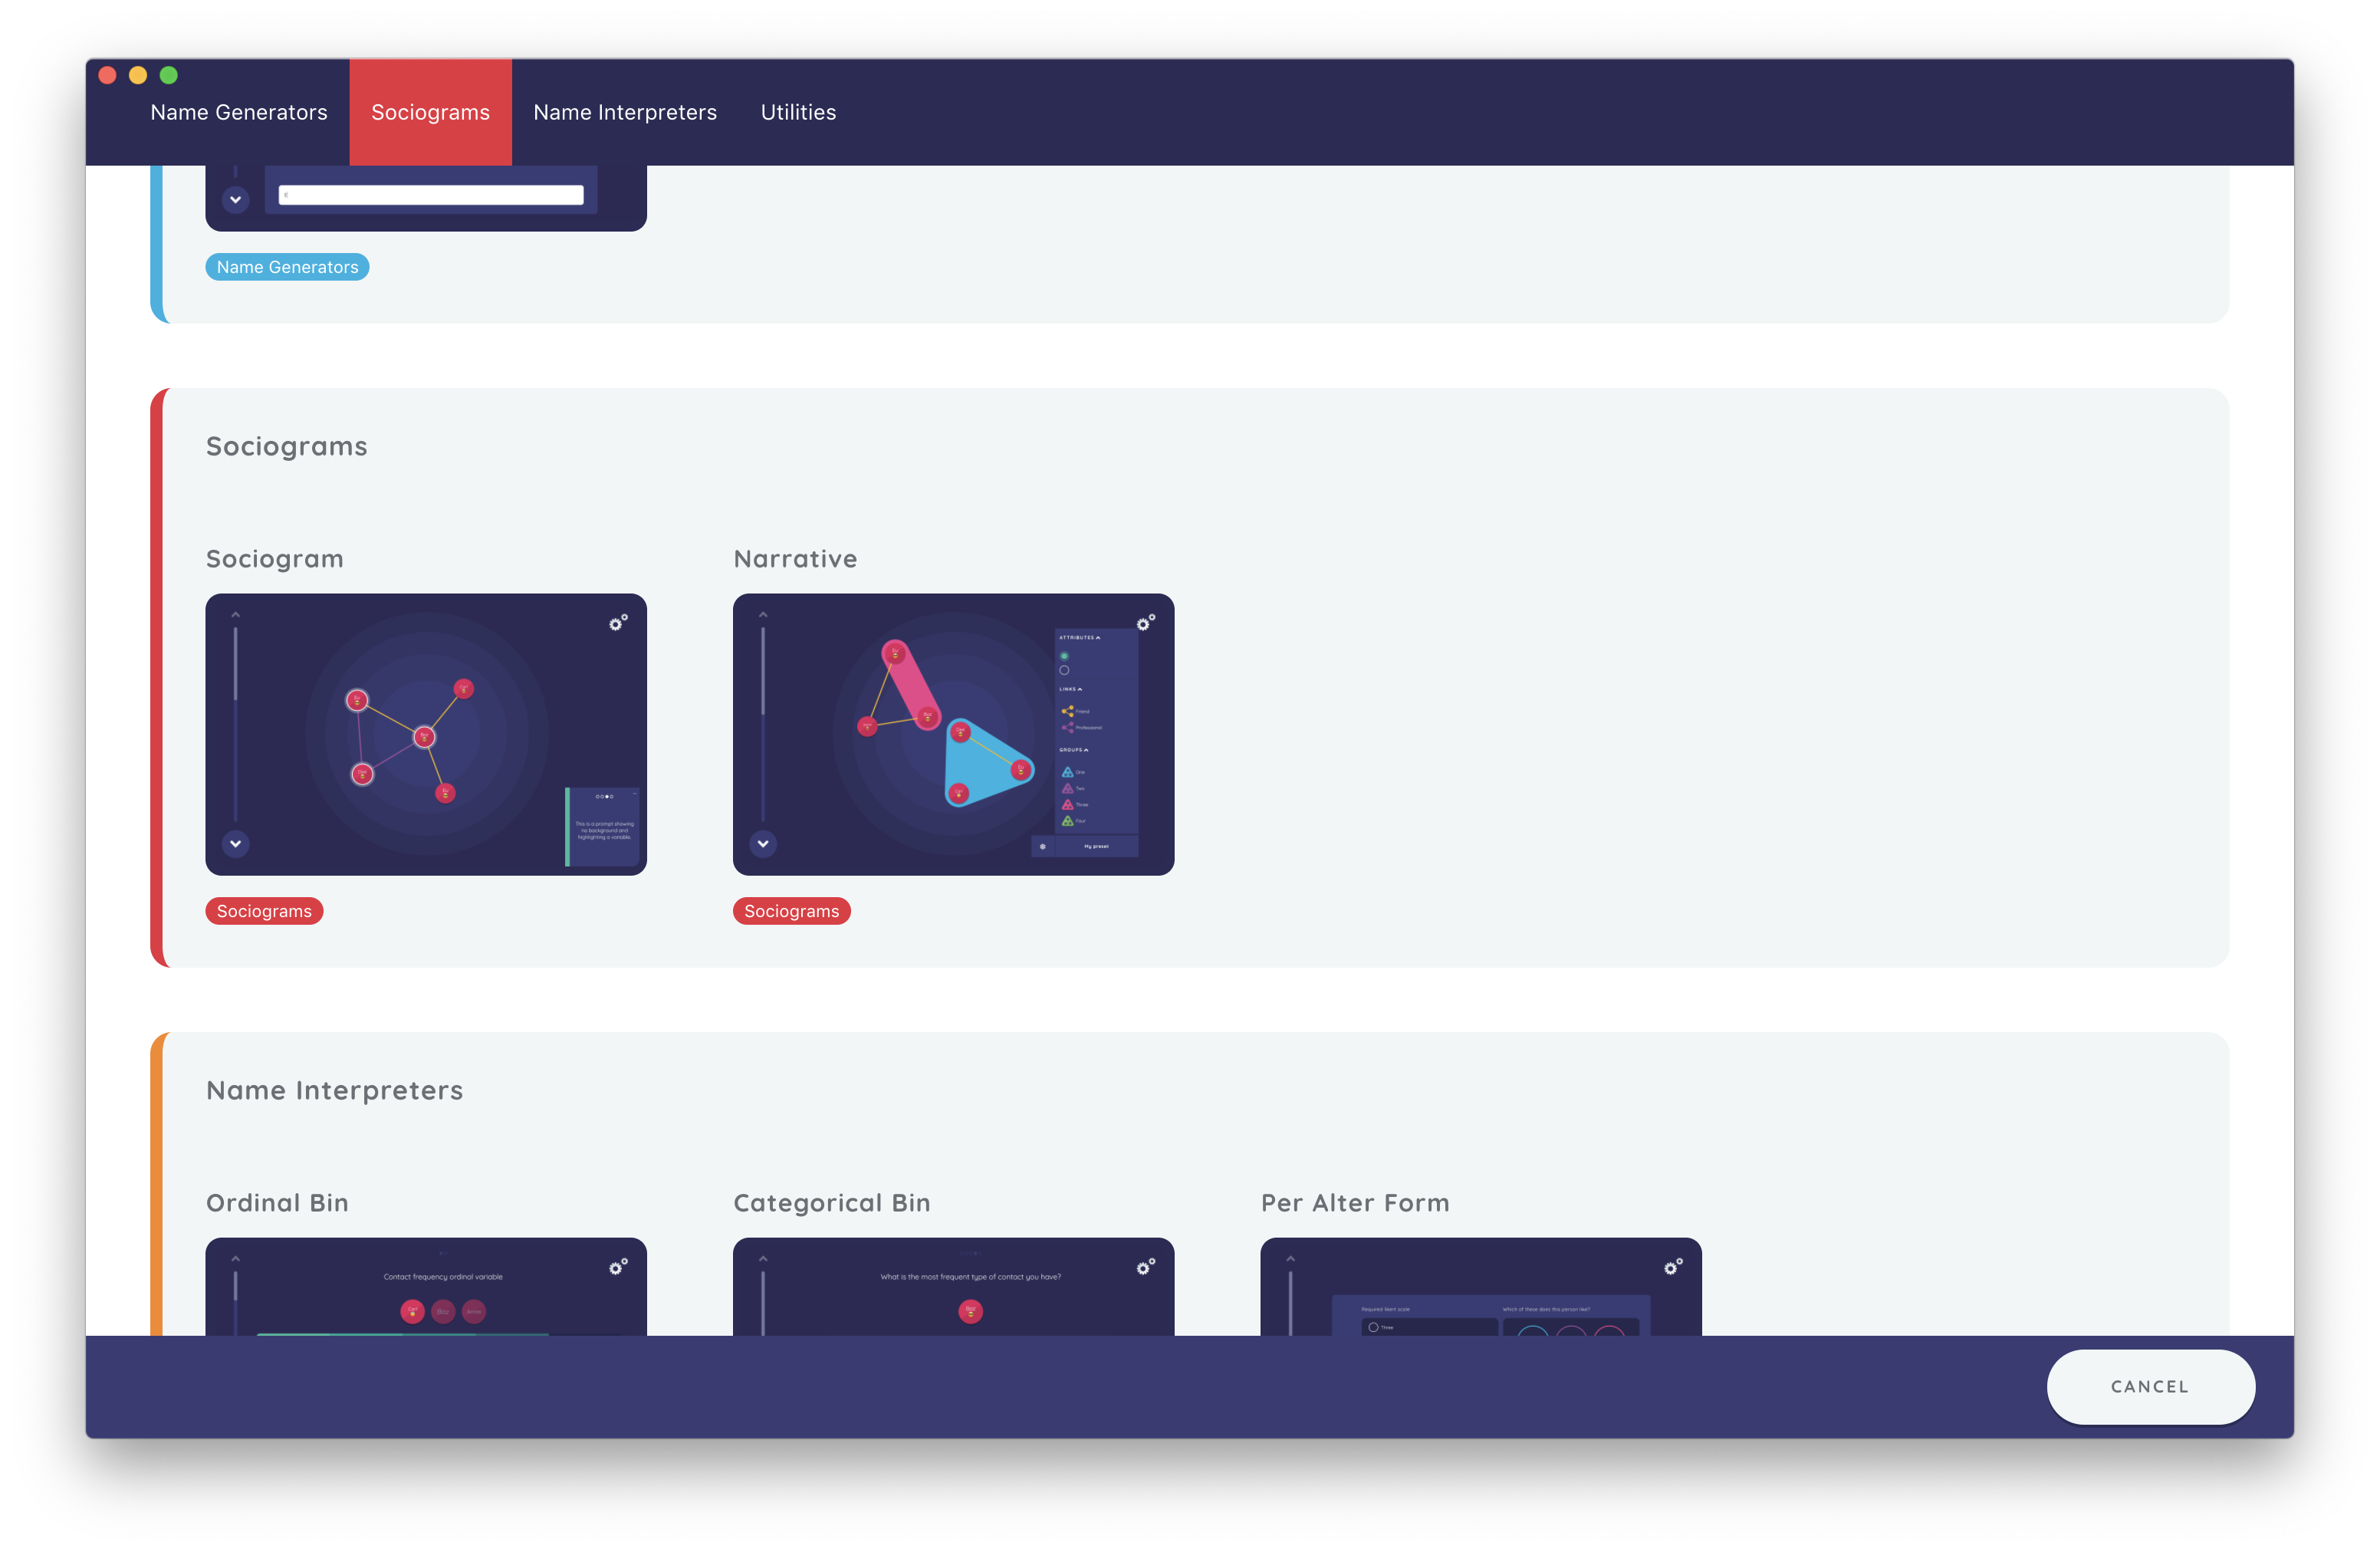 Name Generators
Sociograms
Name Interpreters
Utilities
Name Generators
Sociograms
Sociogram
Narrative
This is a prompt showing
no background and
highlighting a variable.
ATTRIBUTES
LINKS
Friend
Professional
GROUPS
One
Two
Three
Four
My preset
Sociograms
Sociograms
Name Interpreters
Ordinal Bin
Categorical Bin
Per Alter Form
Contact frequency ordinal variable
What is the most frequent type of contact you have?
Required likert scale
Which of these does this person like?
Three
CANCEL